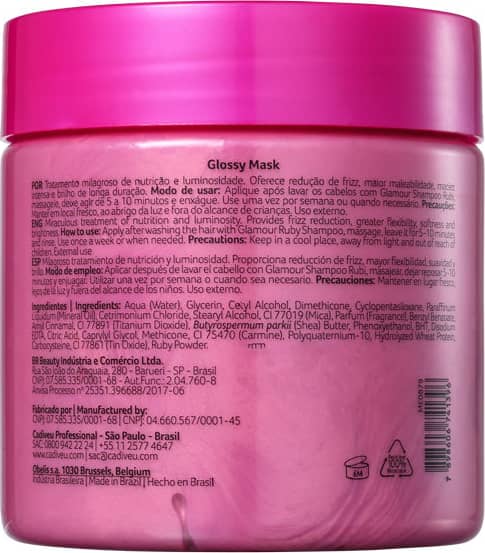 Glossy Mask
POR Tratamento milagroso de nutrição e luminosidade. Oferece redução de frizz, maior maleabilidade, maciez
intensa e brilho de longa duração. Modo de usar: Aplique após lavar os cabelos com Glamour Shampoo Ruby,
massageie, deixe agir de 5 a 10 minutos e enxágue. Use uma vez por semana ou quando necessário. Precauções:
Mantel em local fresco, ao abrigo da luz e fora do alcance de crianças. Uso externo.
ENG Miraculous treatment of nutrition and luminosity. Provides frizz reduction, greater flexibility, softness and
brightness. How to use: Apply after washing the hair with Glamour Ruby Shampoo, massage, leave it for 5-10 minutes
and rinse. Use once a week or when needed. Precautions: Keep in a cool place, away from light and out of reach of
children. External use
ESP Milagroso tratamiento de nutrición y luminosidad. Proporciona reducción de frizz, mayor flexibilidad, suavidad y
brillo. Modo de empleo: Aplicar después de lavar el cabello con Glamour Shampoo Rubi, masajear, desar reposar 5-10
minutos y enjuagar. Utilizar una vez por semana o cuando sea necesario. Precauciones: Mantener en lugar fresco,
lejos de la luz y fuera del alcance de los niños. Uso externo.
Ingredientes | Ingredients: Aqua (Water), Glycerin, Cetyl Alcohol, Dimethicone, Cyclopentasiloxane, Paraffinum
Liquidum (Mineral Oil), Cetrimonium Chloride, Stearyl Alcohol, CI 77019 (Mica), Parfum (Fragrance), Benzyl Benzoate,
Amil Cinnamal, CI 77891 (Titanium Dioxide), Butyrospermum parkii (Shea) Butter, Phenoxyethanol, BHT, Disodium
EDTA, Citric Acid, Caprylyl Glycol, Methicone, CI 75470 (Carmine), Polyquaternium-10, Hydrolyzed Wheat Protein,
Carbocysteine, CI 77861 (Tin Oxide), Ruby Powder.
BR Beauty Indústria e Comércio Ltda.
Rua São João do Araguaia, 280 - Barueri - SP - Brasil
CNPJ 07.585.335/0001-68 - Aut.Func.: 2.04.760-8
Anvisa Processo nº 25351.396688/2017-06
Fabricado por | Manufactured by:
CNPJ: 07.585.335/0001-68 | CNPJ: 04.660.567/0001-45
Cadiveu Professional - São Paulo - Brasil
SAC: 0800 942 22 24 | +55 11 2577 4647
cadiveu.com | sac@cadiveu.com
Obelis s.a. 1030 Brussels, Belgium
Indústria Brasileira | Made in Brazil | Hecho en Brasil
6M
100%